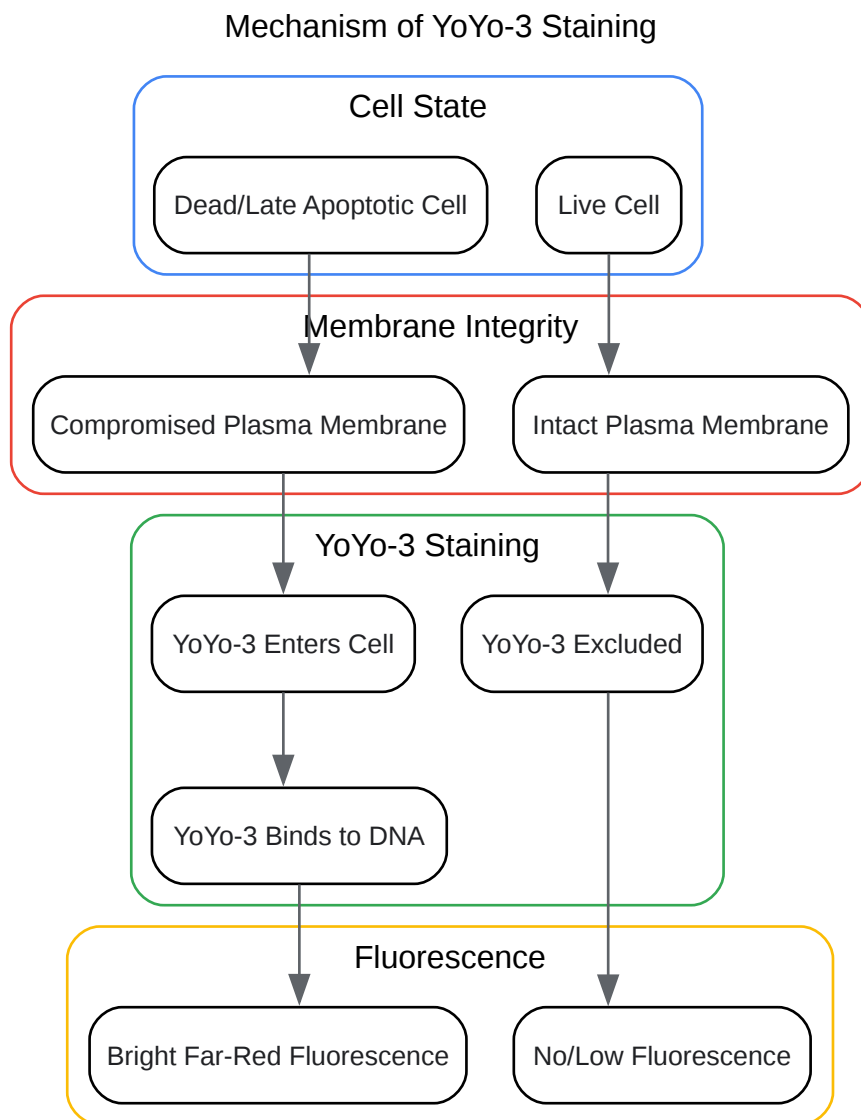 Mechanism of YoYo-3 Staining
Cell State
Dead/Late Apoptotic Cell
Live Cell
Membrane Integrity
Compromised Plasma Membrane
Intact Plasma Membrane
YoYo-3 Staining
YoYo-3 Enters Cell
YoYo-3 Excluded
YoYo-3 Binds to DNA
Fluorescence
Bright Far-Red Fluorescence
No/Low Fluorescence